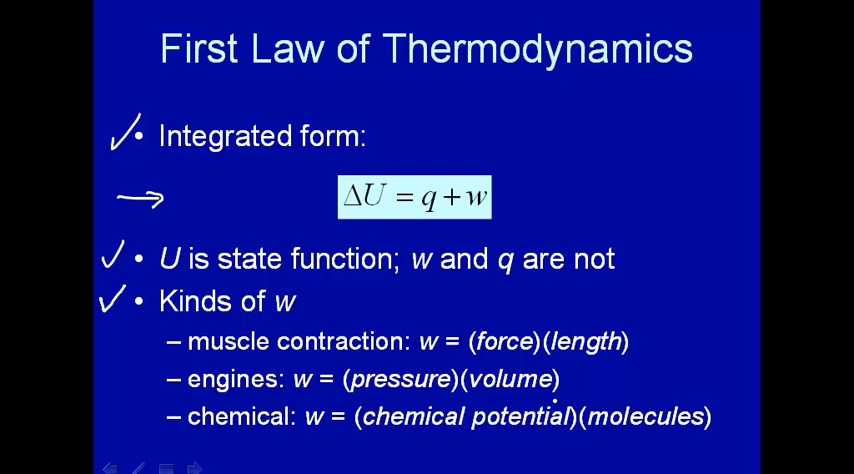 First Law of Thermodynamics
• Integrated form:
ΔU = q + w
• U is state function; w and q are not
• Kinds of w
– muscle contraction: w = (force)(length)
– engines: w = (pressure)(volume)
– chemical: w = (chemical potential)(molecules)